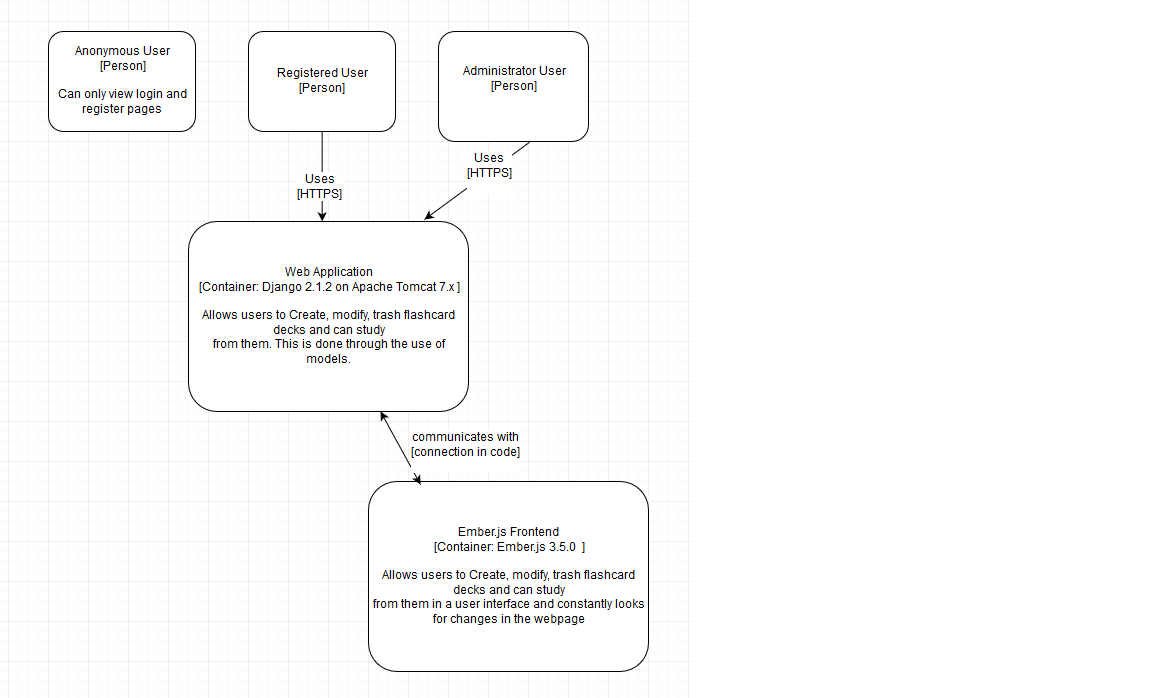 Anonymous User
[Person]
Can only view login and
register pages
Registered User
[Person]
Administrator User
[Person]
Uses
[HTTPS]
Uses
[HTTPS]
Web Application
[Container: Django 2.1.2 on Apache Tomcat 7.x ]
Allows users to Create, modify, trash flashcard
decks and can study
from them. This is done through the use of
models.
communicates with
[connection in code]
Ember.js Frontend
[Container: Ember.js 3.5.0  ]
Allows users to Create, modify, trash flashcard
decks and can study
from them in a user interface and constantly looks
for changes in the webpage